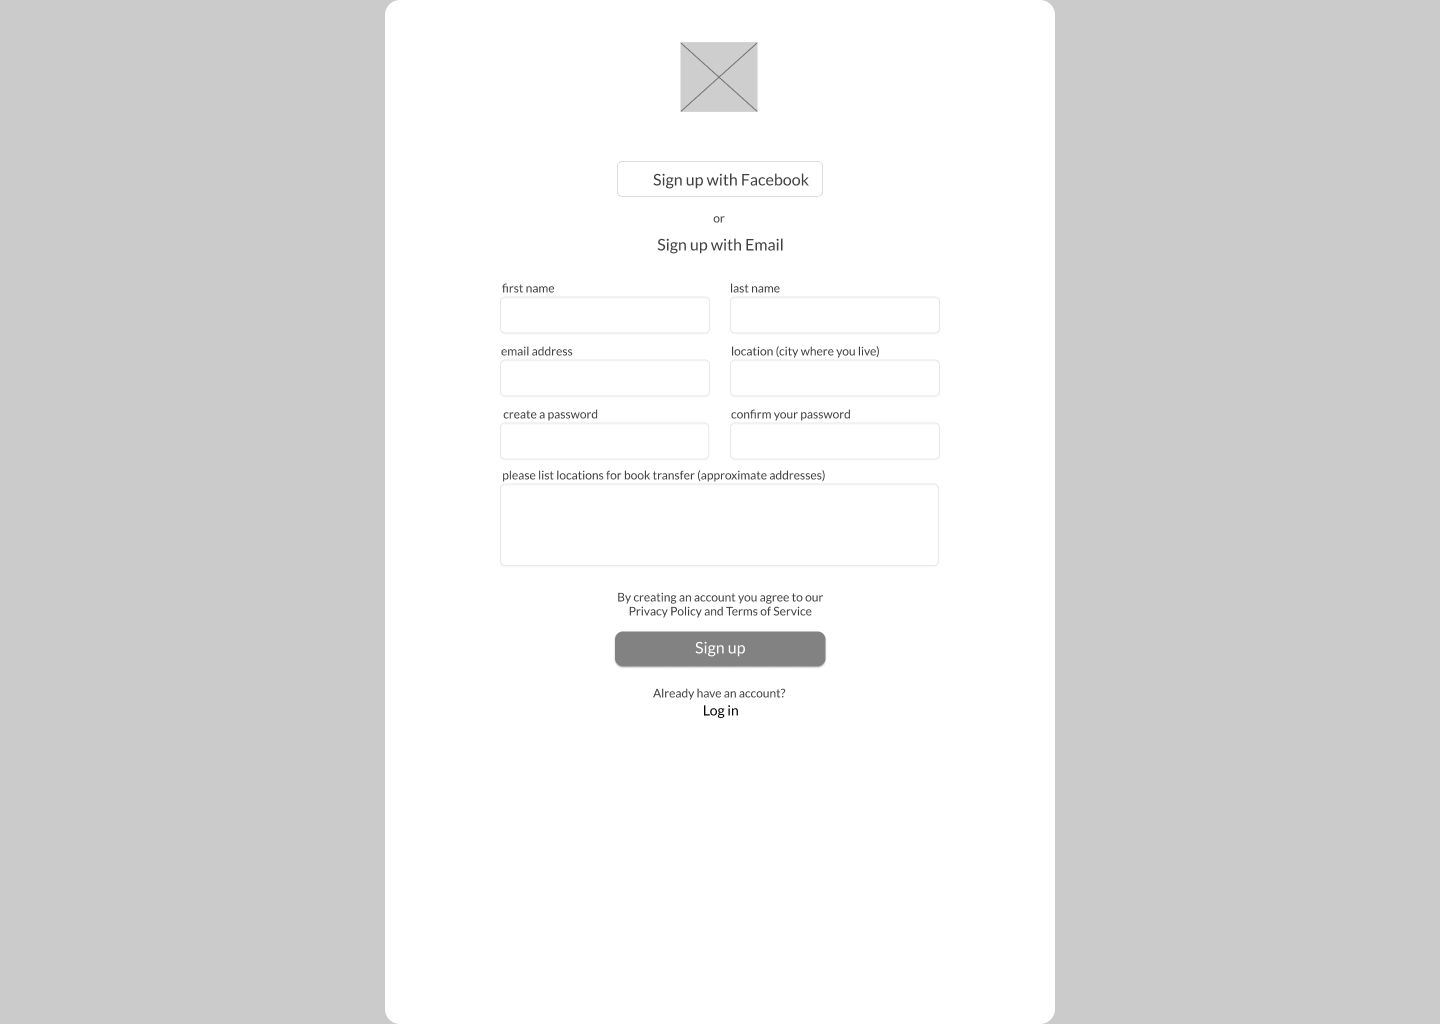 Sign up with Facebook
or
Sign up with Email
first name
last name
email address
location (city where you live)
create a password
confirm your password
please list locations for book transfer (approximate addresses)
By creating an account you agree to our
Privacy Policy and Terms of Service
Sign up
Already have an account?
Log in